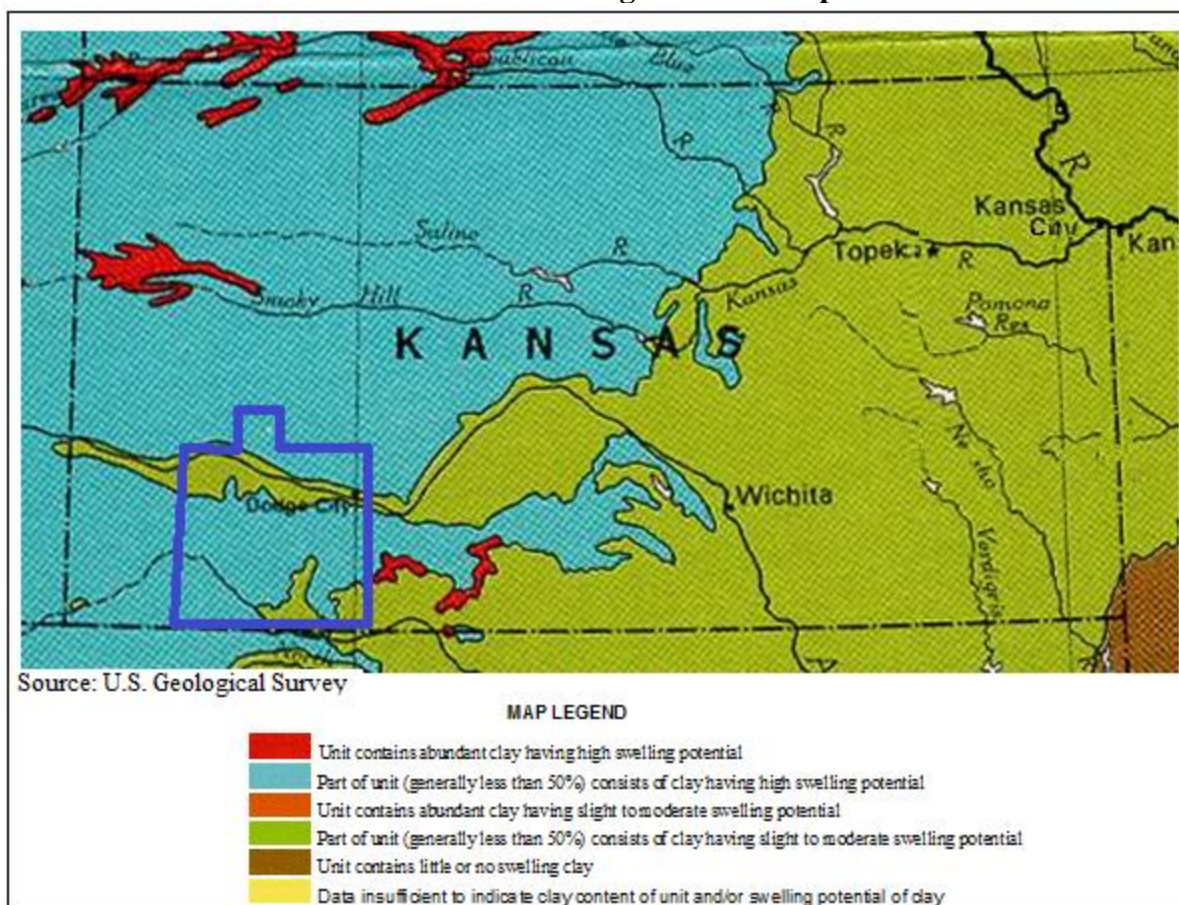 Republican
Blue
R
R
R
R
Kansas
City
Kan
Saline
R
Topeka
R
Smoky Hill R
Kansas
Pomona
Res
KANSAS
Neosho
Dodge City
Wichita
Verdigris
North
A
R
Source: U.S. Geological Survey
MAP LEGEND
Unit contains abundant clay having high swelling potential
Part of unit (generally less than 50%) consists of clay having high swelling potential
Unit contains abundant clay having slight to moderate swelling potential
Part of unit (generally less than 50%) consists of clay having slight to moderate swelling potential
Unit contains little or no swelling clay
Data insufficient to indicate clay content of unit and/or swelling potential of clay